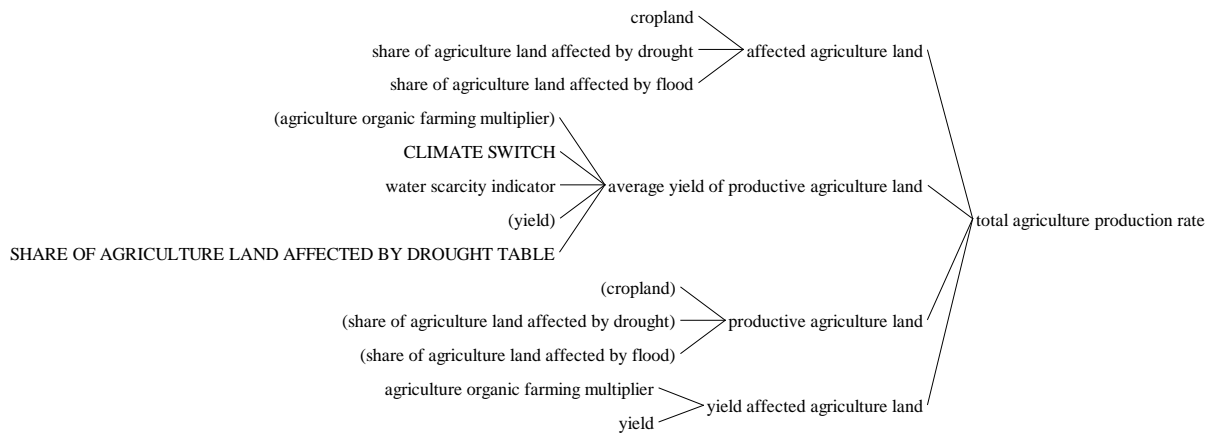 cropland
share of agriculture land affected by drought
affected agriculture land
share of agriculture land affected by flood
(agriculture organic farming multiplier)
CLIMATE SWITCH
water scarcity indicator
average yield of productive agriculture land
(yield)
total agriculture production rate
SHARE OF AGRICULTURE LAND AFFECTED BY DROUGHT TABLE
(cropland)
(share of agriculture land affected by drought)
productive agriculture land
(share of agriculture land affected by flood)
agriculture organic farming multiplier
yield affected agriculture land
yield